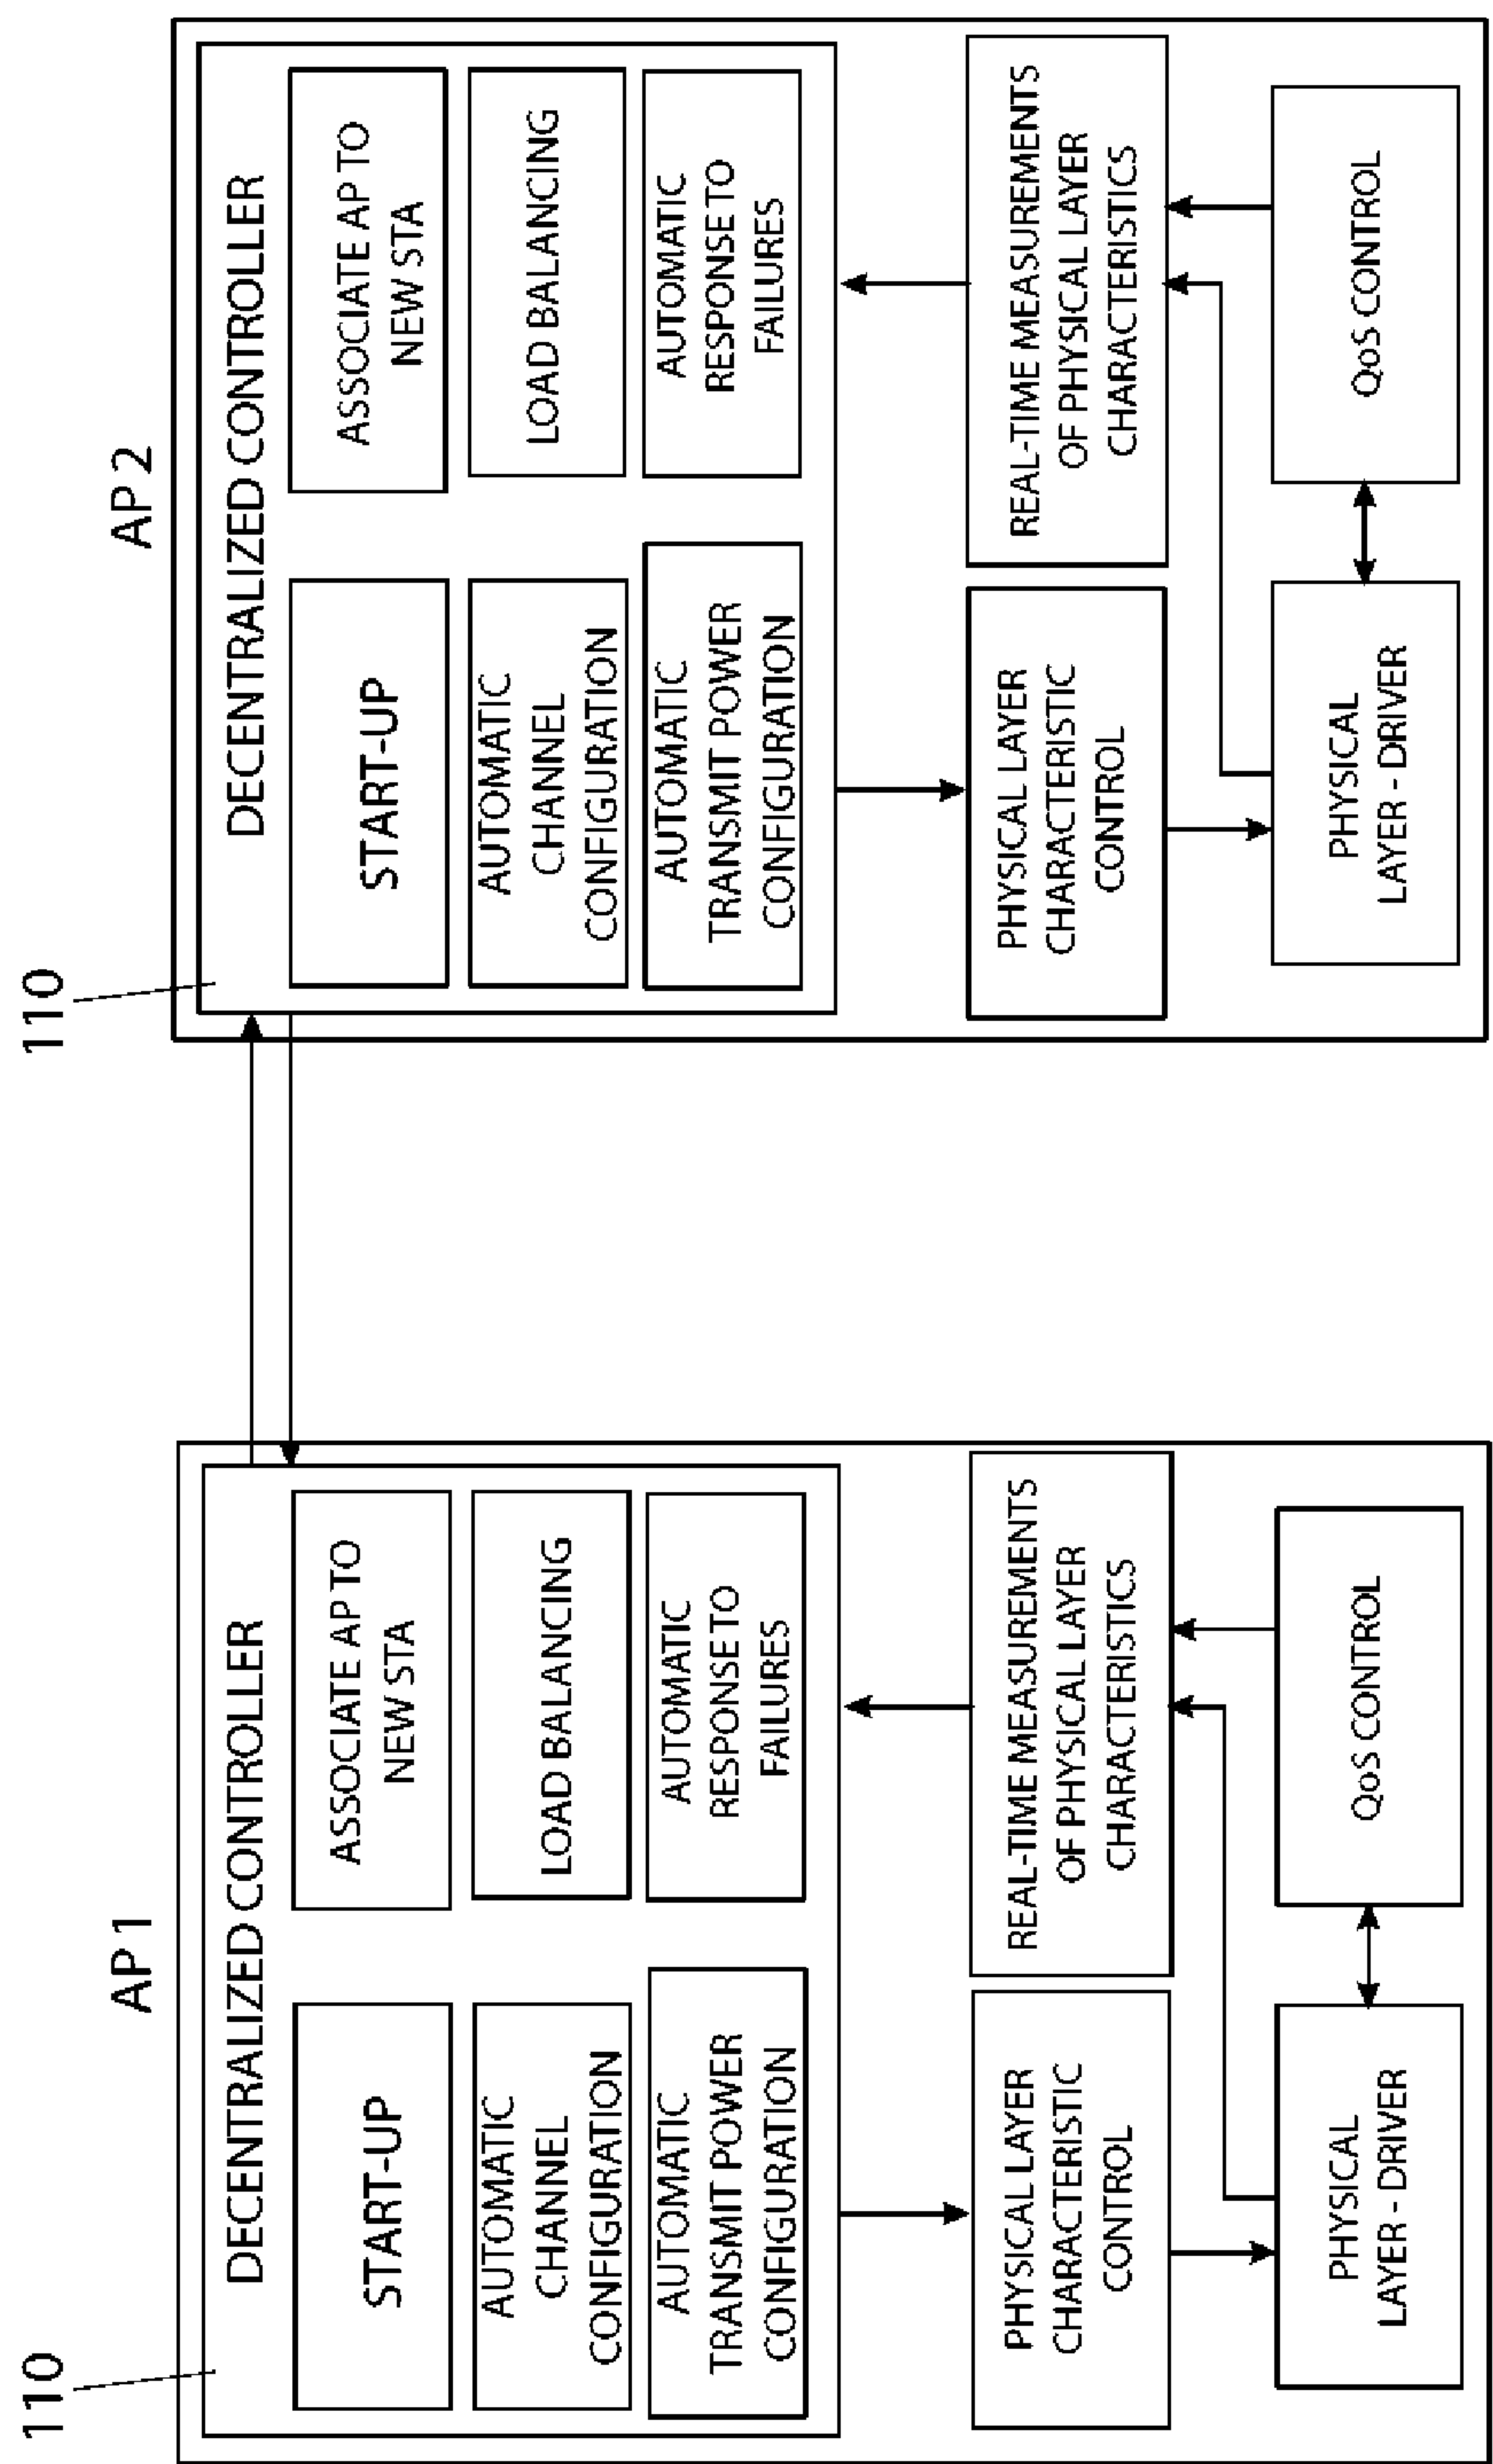 110
AP 1
DECENTRALIZED CONTROLLER
START-UP
ASSOCIATE AP TO
NEW STA
AUTOMATIC
CHANNEL
CONFIGURATION
LOAD BALANCING
AUTOMATIC
TRANSMIT POWER
CONFIGURATION
AUTOMATIC
RESPONSE TO
FAILURES
PHYSICAL LAYER
CHARACTERISTIC
CONTROL
REAL-TIME MEASUREMENTS
OF PHYSICAL LAYER
CHARACTERISTICS
PHYSICAL
LAYER - DRIVER
QoS CONTROL
110
AP 2
DECENTRALIZED CONTROLLER
START-UP
ASSOCIATE AP TO
NEW STA
AUTOMATIC
CHANNEL
CONFIGURATION
LOAD BALANCING
AUTOMATIC
TRANSMIT POWER
CONFIGURATION
AUTOMATIC
RESPONSE TO
FAILURES
PHYSICAL LAYER
CHARACTERISTIC
CONTROL
REAL-TIME MEASUREMENTS
OF PHYSICAL LAYER
CHARACTERISTICS
PHYSICAL
LAYER - DRIVER
QoS CONTROL